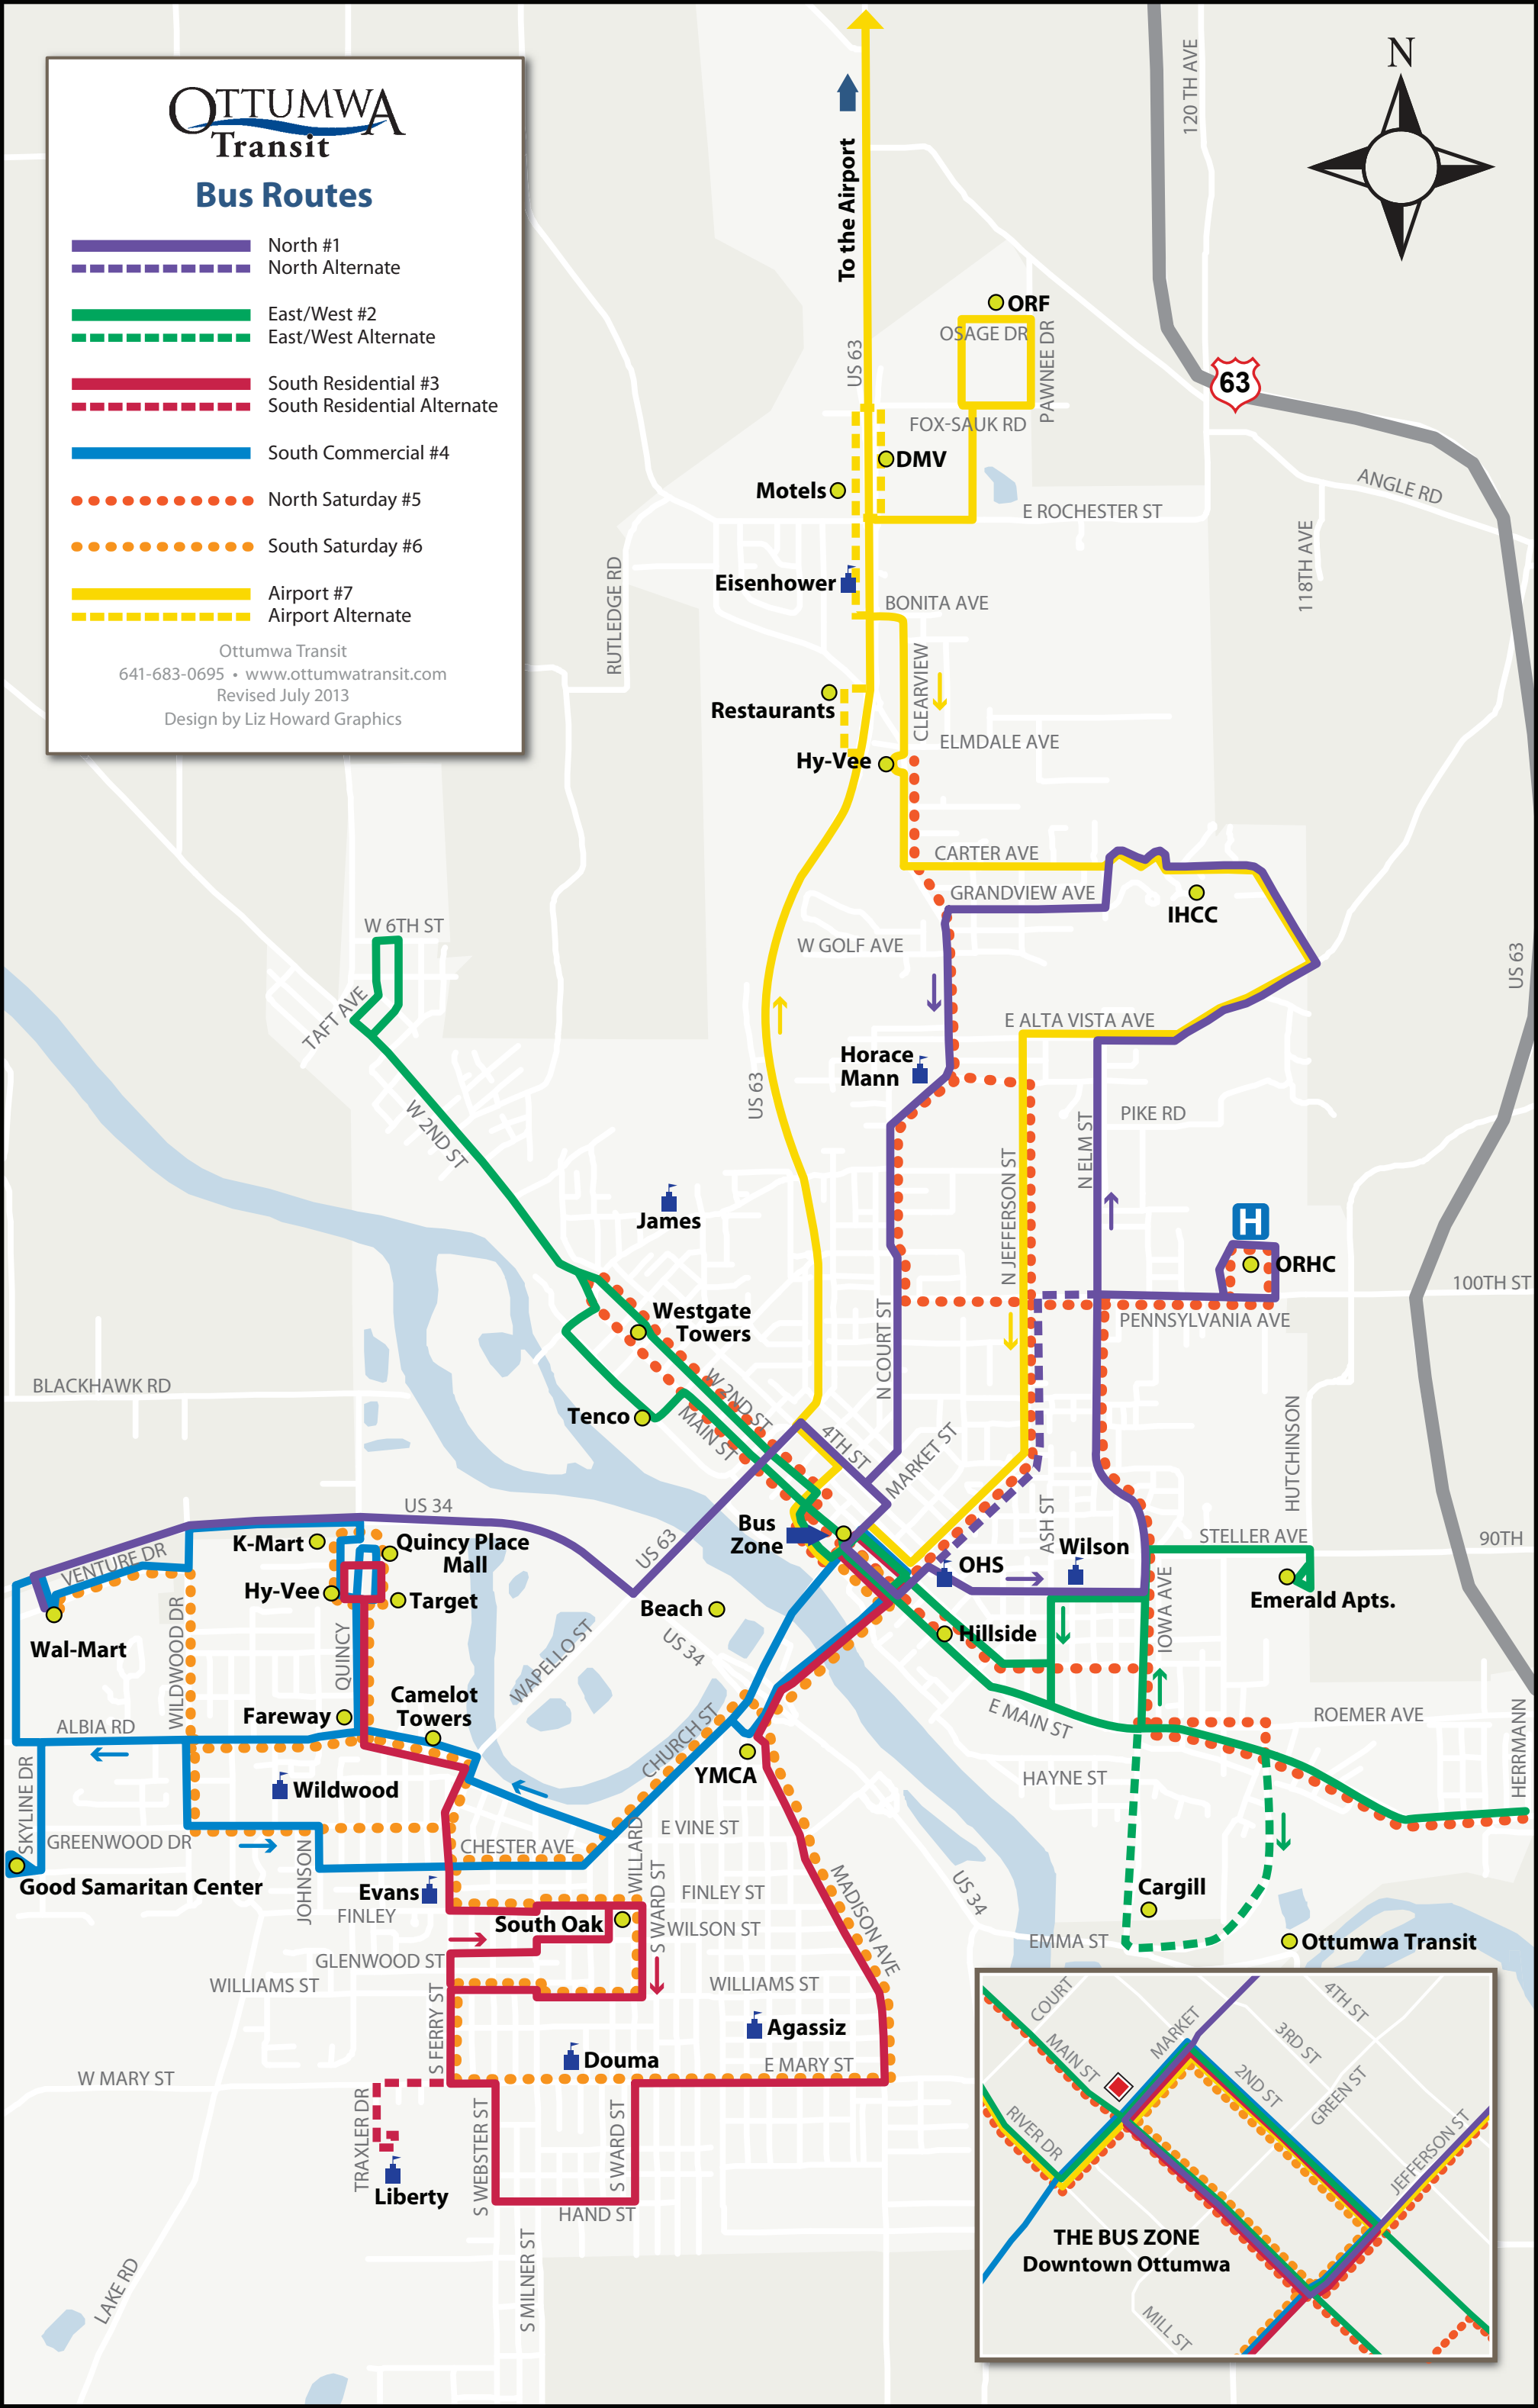 OTTUMWA
Transit
Bus Routes
North #1
North Alternate
East/West #2
East/West Alternate
South Residential #3
South Residential Alternate
South Commercial #4
North Saturday #5
South Saturday #6
Airport #7
Airport Alternate
Ottumwa Transit
641-683-0695 • www.ottumwatransit.com
Revised July 2013
Design by Liz Howard Graphics
N
120 TH AVE
To the Airport
ORF
OSAGE DR
PAWNEE DR
US 63
63
FOX-SAUK RD
DMV
Motels
E ROCHESTER ST
ANGLE RD
118TH AVE
RUTLEDGE RD
Eisenhower
BONITA AVE
CLEARVIEW
Restaurants
ELMDALE AVE
Hy-Vee
CARTER AVE
GRANDVIEW AVE
IHCC
W 6TH ST
W GOLF AVE
US 63
TAFT AVE
E ALTA VISTA AVE
Horace
Mann
US 63
W 2ND ST
PIKE RD
N ELM ST
N JEFFERSON ST
James
H
ORHC
100TH ST
Westgate
Towers
PENNSYLVANIA AVE
N COURT ST
BLACKHAWK RD
W 2ND ST
Tenco
MAIN ST
4TH ST
MARKET ST
HUTCHINSON
US 34
ASH ST
Bus
Zone
STELLER AVE
90TH
K-Mart
Quincy Place
Mall
US 63
Wilson
OHS
VENTURE DR
Hy-Vee
Target
Beach
Emerald Apts.
Wal-Mart
WILDWOOD DR
QUINCY
WAPELLO ST
US 34
Hillside
IOWA AVE
Camelot
Towers
Fareway
ALBIA RD
E MAIN ST
ROEMER AVE
CHURCH ST
YMCA
HAYNE ST
HERRMANN
SKYLINE DR
Wildwood
E VINE ST
GREENWOOD DR
CHESTER AVE
WILLARD
JOHNSON
Good Samaritan Center
Evans
FINLEY
FINLEY ST
MADISON AVE
US 34
Cargill
South Oak
S WARD ST
WILSON ST
EMMA ST
Ottumwa Transit
GLENWOOD ST
WILLIAMS ST
WILLIAMS ST
S FERRY ST
Agassiz
Douma
E MARY ST
W MARY ST
TRAXLER DR
S WEBSTER ST
S WARD ST
Liberty
HAND ST
S MILNER ST
LAKE RD
COURT
MARKET
4TH ST
MAIN ST
3RD ST
2ND ST
GREEN ST
RIVER DR
JEFFERSON ST
THE BUS ZONE
Downtown Ottumwa
MILL ST